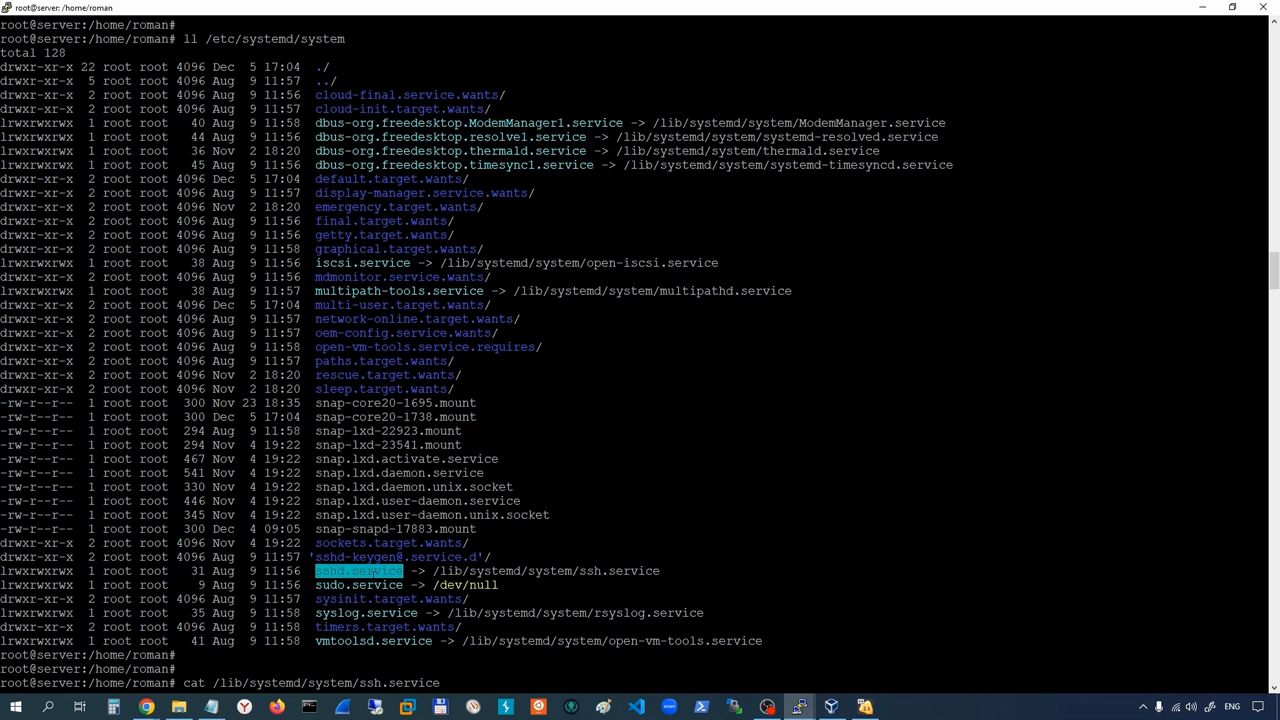 root@server: /home/roman
root@server:/home/roman#
root@server:/home/roman# ll /etc/systemd/system
total 128
drwxr-xr-x 22 root root 4096 Dec  5 17:04 ./
drwxr-xr-x  5 root root 4096 Aug  9 11:57 ../
drwxr-xr-x  2 root root 4096 Aug  9 11:56 cloud-final.service.wants/
drwxr-xr-x  2 root root 4096 Aug  9 11:56 cloud-init.target.wants/
lrwxrwxrwx  1 root root   40 Aug  9 11:58 dbus-org.freedesktop.ModemManager1.service -> /lib/systemd/system/ModemManager.service
lrwxrwxrwx  1 root root   44 Aug  9 11:56 dbus-org.freedesktop.resolve1.service -> /lib/systemd/system/systemd-resolved.service
lrwxrwxrwx  1 root root   36 Nov  2 18:20 dbus-org.freedesktop.thermald.service -> /lib/systemd/system/thermald.service
lrwxrwxrwx  1 root root   45 Aug  9 11:56 dbus-org.freedesktop.timesync1.service -> /lib/systemd/system/systemd-timesyncd.service
drwxr-xr-x  2 root root 4096 Dec  5 17:04 default.target.wants/
drwxr-xr-x  2 root root 4096 Aug  9 11:56 display-manager.service.wants/
drwxr-xr-x  2 root root 4096 Nov  2 18:20 emergency.target.wants/
drwxr-xr-x  2 root root 4096 Aug  9 11:56 final.target.wants/
drwxr-xr-x  2 root root 4096 Aug  9 11:56 getty.target.wants/
drwxr-xr-x  2 root root 4096 Aug  9 11:58 graphical.target.wants/
lrwxrwxrwx  1 root root   38 Aug  9 11:56 iscsi.service -> /lib/systemd/system/open-iscsi.service
drwxr-xr-x  2 root root 4096 Aug  9 11:56 mdmonitor.service.wants/
lrwxrwxrwx  1 root root   38 Aug  9 11:57 multipath-tools.service -> /lib/systemd/system/multipathd.service
drwxr-xr-x  2 root root 4096 Dec  5 17:04 multi-user.target.wants/
drwxr-xr-x  2 root root 4096 Aug  9 11:57 network-online.target.wants/
drwxr-xr-x  2 root root 4096 Aug  9 11:56 oem-config.service.wants/
drwxr-xr-x  2 root root 4096 Aug  9 11:58 open-vm-tools.service.requires/
drwxr-xr-x  2 root root 4096 Aug  9 11:57 paths.target.wants/
drwxr-xr-x  2 root root 4096 Nov  2 18:20 rescue.target.wants/
drwxr-xr-x  2 root root 4096 Nov  2 18:20 sleep.target.wants/
-rw-r--r--  1 root root  300 Nov 23 18:35 snap-core20-1695.mount
-rw-r--r--  1 root root  300 Dec  5 17:04 snap-core20-1738.mount
-rw-r--r--  1 root root  294 Aug  9 11:58 snap-lxd-22923.mount
-rw-r--r--  1 root root  294 Nov  4 19:22 snap-lxd-23541.mount
-rw-r--r--  1 root root  467 Nov  4 19:22 snap.lxd.activate.service
-rw-r--r--  1 root root  541 Nov  4 19:22 snap.lxd.daemon.service
-rw-r--r--  1 root root  330 Nov  4 19:22 snap.lxd.daemon.unix.socket
-rw-r--r--  1 root root  446 Nov  4 19:22 snap.lxd.user-daemon.service
-rw-r--r--  1 root root  345 Nov  4 19:22 snap.lxd.user-daemon.unix.socket
-rw-r--r--  1 root root  300 Dec  4 09:05 snap-snapd-17883.mount
drwxr-xr-x  2 root root 4096 Nov  4 19:22 sockets.target.wants/
drwxr-xr-x  2 root root 4096 Aug  9 11:57 'sshd-keygen@.service.d'/
lrwxrwxrwx  1 root root   31 Aug  9 11:56 sshd.service -> /lib/systemd/system/ssh.service
lrwxrwxrwx  1 root root    9 Aug  9 11:56 sudo.service -> /dev/null
drwxr-xr-x  2 root root 4096 Aug  9 11:57 sysinit.target.wants/
lrwxrwxrwx  1 root root   35 Aug  9 11:58 syslog.service -> /lib/systemd/system/rsyslog.service
drwxr-xr-x  2 root root 4096 Aug  9 11:58 timers.target.wants/
lrwxrwxrwx  1 root root   41 Aug  9 11:58 vmtoolsd.service -> /lib/systemd/system/open-vm-tools.service
root@server:/home/roman#
root@server:/home/roman#
root@server:/home/roman# cat /lib/systemd/system/ssh.service
ENG